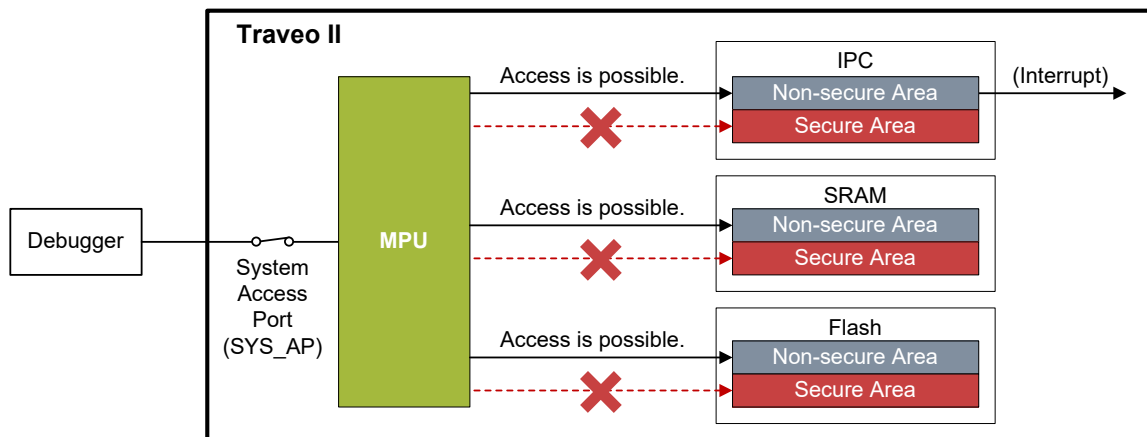 Traveo II
IPC
Access is possible.
(Interrupt)
Non-secure Area
Secure Area
SRAM
Access is possible.
Non-secure Area
Debugger
MPU
Secure Area
System
Access
Port
(SYS_AP)
Flash
Access is possible.
Non-secure Area
Secure Area